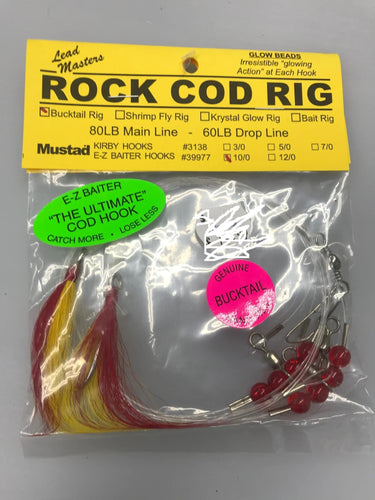 Lead Masters
GLOW BEADS
Irresistible "glowing
Action" at Each Hook
ROCK COD RIG
Bucktail Rig Shrimp Fly Rig Krystal Glow Rig Bait Rig
80LB Main Line - 60LB Drop Line
Mustad KIRBY HOOKS #3138 3/0 5/0 7/0
E-Z BAITER HOOKS #39977 10/0 12/0
E-Z BAITER
"THE ULTIMATE"
COD HOOK
CATCH MORE • LOSE LESS
GENUINE
BUCKTAIL